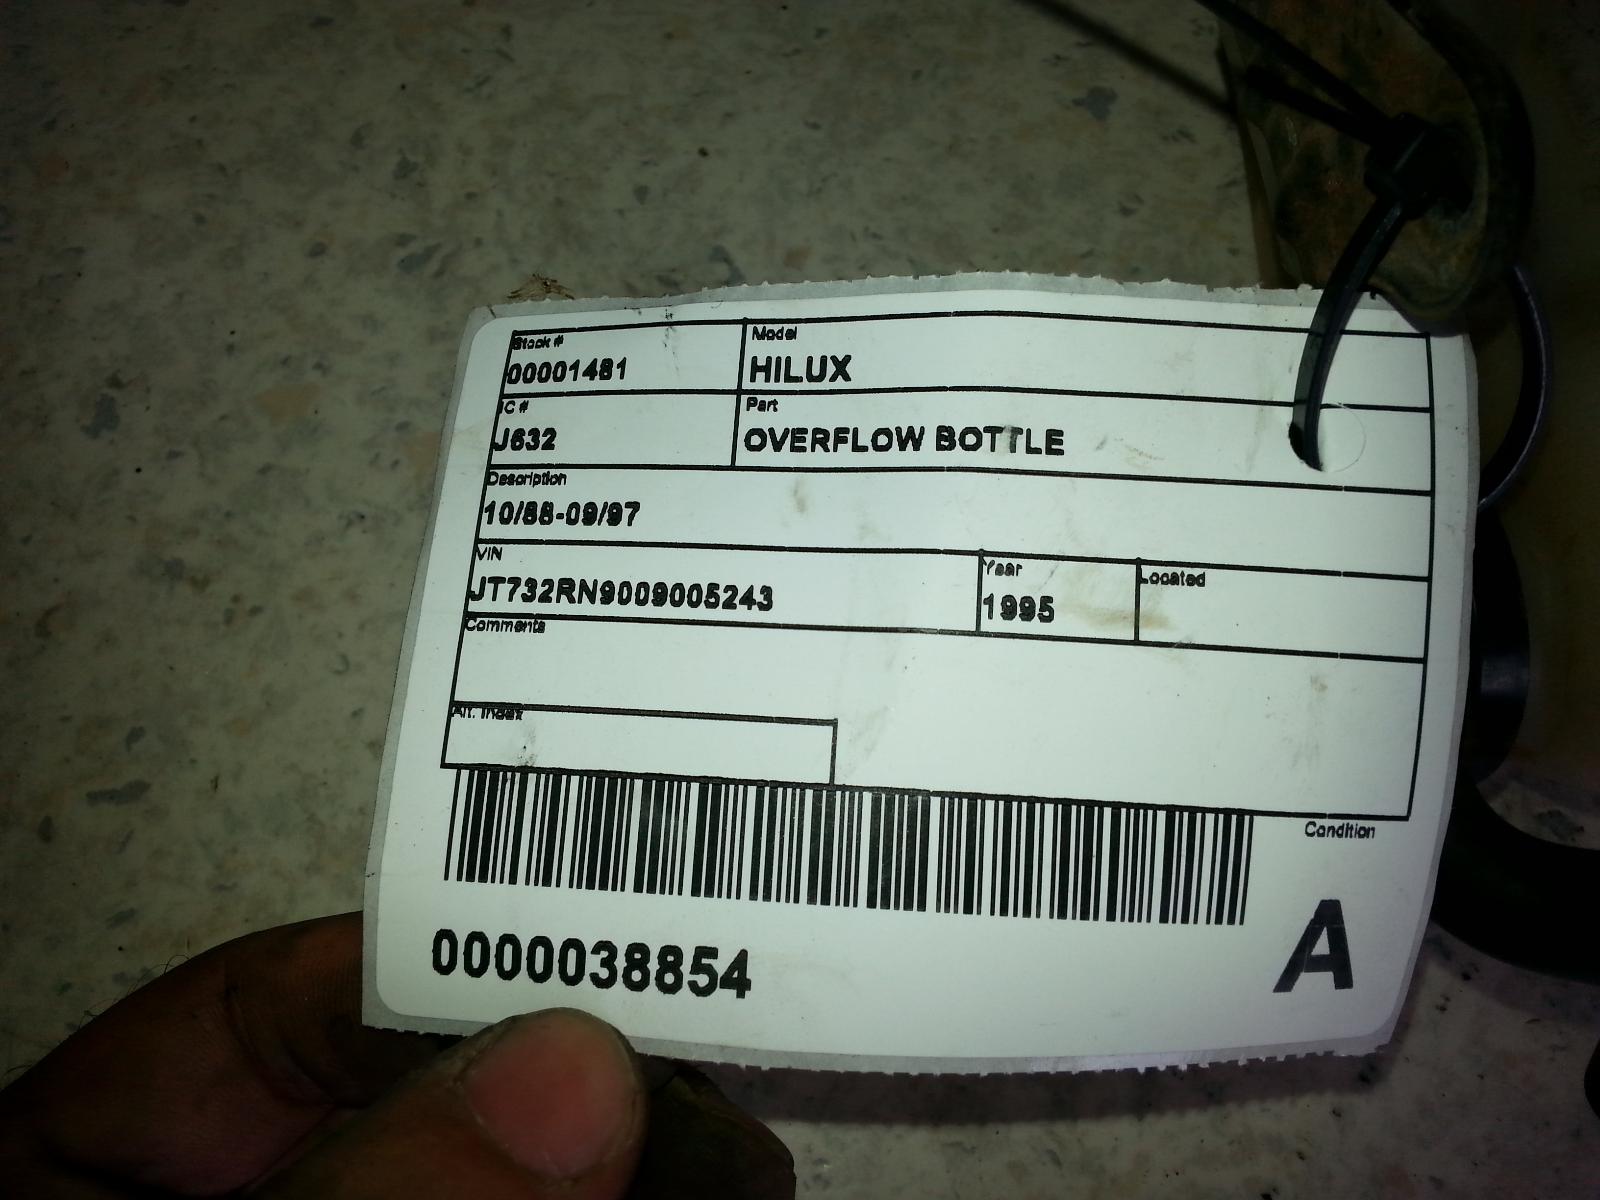 Stock #
00001481
Model
HILUX
IC #
J632
Part
OVERFLOW BOTTLE
Description
10/88-09/97
VIN
JT732RN9009005243
Year
1995
Located
Comments
Alt. Index
Condition
0000038854
A